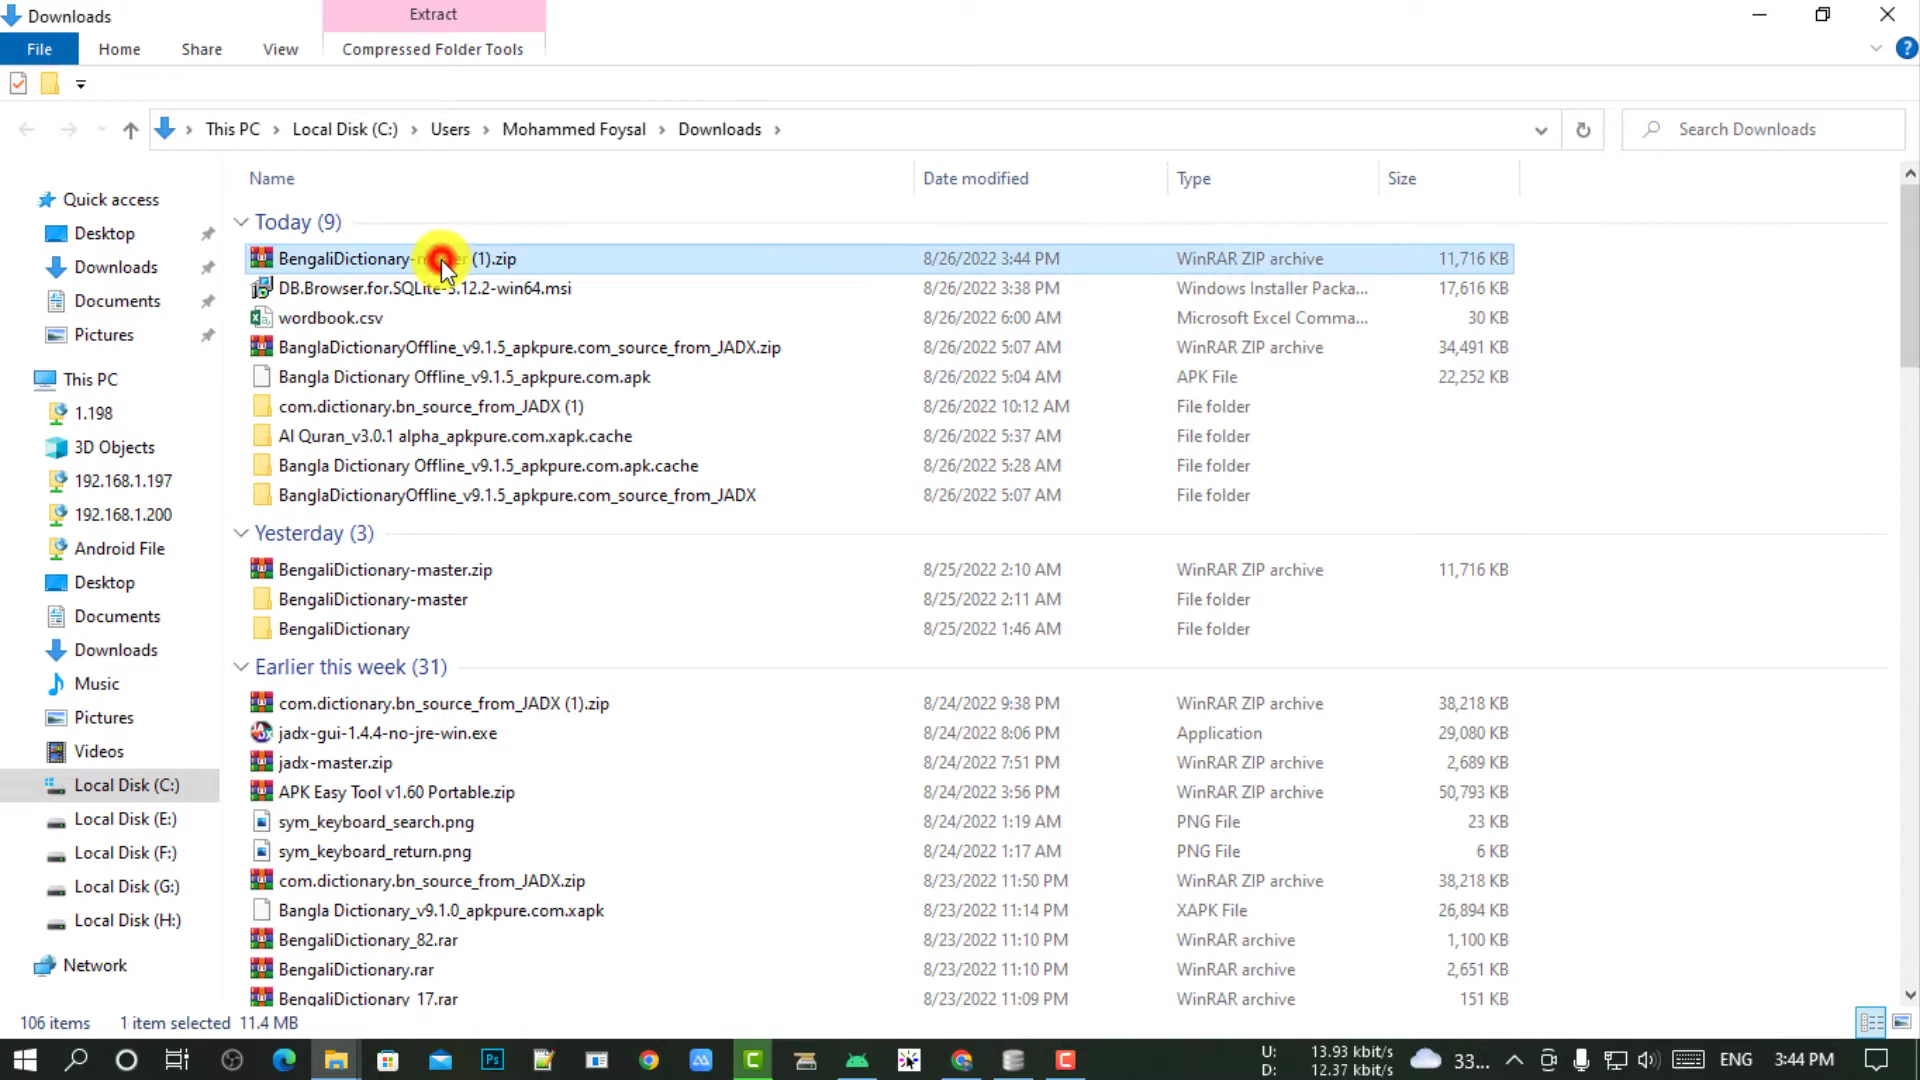 Downloads
Extract
File
Home
Share
View
Compressed Folder Tools
This PC > Local Disk (C:) > Users > Mohammed Foysal > Downloads >
Search Downloads
Name
Date modified
Type
Size
Quick access
Desktop
Downloads
Documents
Pictures
This PC
1.198
3D Objects
192.168.1.197
192.168.1.200
Android File
Desktop
Documents
Downloads
Music
Pictures
Videos
Local Disk (C:)
Local Disk (E:)
Local Disk (F:)
Local Disk (G:)
Local Disk (H:)
Network
Today (9)
BengaliDictionary- (1).zip 8/26/2022 3:44 PM WinRAR ZIP archive 11,716 KB
DB.Browser.for.SQLite-3.12.2-win64.msi 8/26/2022 3:38 PM Windows Installer Packa... 17,616 KB
wordbook.csv 8/26/2022 6:00 AM Microsoft Excel Comma... 30 KB
BanglaDictionaryOffline_v9.1.5_apkpure.com_source_from_JADX.zip 8/26/2022 5:07 AM WinRAR ZIP archive 34,491 KB
Bangla Dictionary Offline_v9.1.5_apkpure.com.apk 8/26/2022 5:04 AM APK File 22,252 KB
com.dictionary.bn_source_from_JADX (1) 8/26/2022 10:12 AM File folder
Al Quran_v3.0.1 alpha_apkpure.com.xapk.cache 8/26/2022 5:37 AM File folder
Bangla Dictionary Offline_v9.1.5_apkpure.com.apk.cache 8/26/2022 5:28 AM File folder
BanglaDictionaryOffline_v9.1.5_apkpure.com_source_from_JADX 8/26/2022 5:07 AM File folder
Yesterday (3)
BengaliDictionary-master.zip 8/25/2022 2:10 AM WinRAR ZIP archive 11,716 KB
BengaliDictionary-master 8/25/2022 2:11 AM File folder
BengaliDictionary 8/25/2022 1:46 AM File folder
Earlier this week (31)
com.dictionary.bn_source_from_JADX (1).zip 8/24/2022 9:38 PM WinRAR ZIP archive 38,218 KB
jadx-gui-1.4.4-no-jre-win.exe 8/24/2022 8:06 PM Application 29,080 KB
jadx-master.zip 8/24/2022 7:51 PM WinRAR ZIP archive 2,689 KB
APK Easy Tool v1.60 Portable.zip 8/24/2022 3:56 PM WinRAR ZIP archive 50,793 KB
sym_keyboard_search.png 8/24/2022 1:19 AM PNG File 23 KB
sym_keyboard_return.png 8/24/2022 1:17 AM PNG File 6 KB
com.dictionary.bn_source_from_JADX.zip 8/23/2022 11:50 PM WinRAR ZIP archive 38,218 KB
Bangla Dictionary_v9.1.0_apkpure.com.xapk 8/23/2022 11:14 PM XAPK File 26,894 KB
BengaliDictionary_82.rar 8/23/2022 11:10 PM WinRAR archive 1,100 KB
BengaliDictionary.rar 8/23/2022 11:10 PM WinRAR archive 2,651 KB
BengaliDictionary_17.rar 8/23/2022 11:09 PM WinRAR archive 151 KB
106 items 1 item selected 11.4 MB
U: 13.93 kbit/s
D: 12.37 kbit/s
33...
ENG
3:44 PM